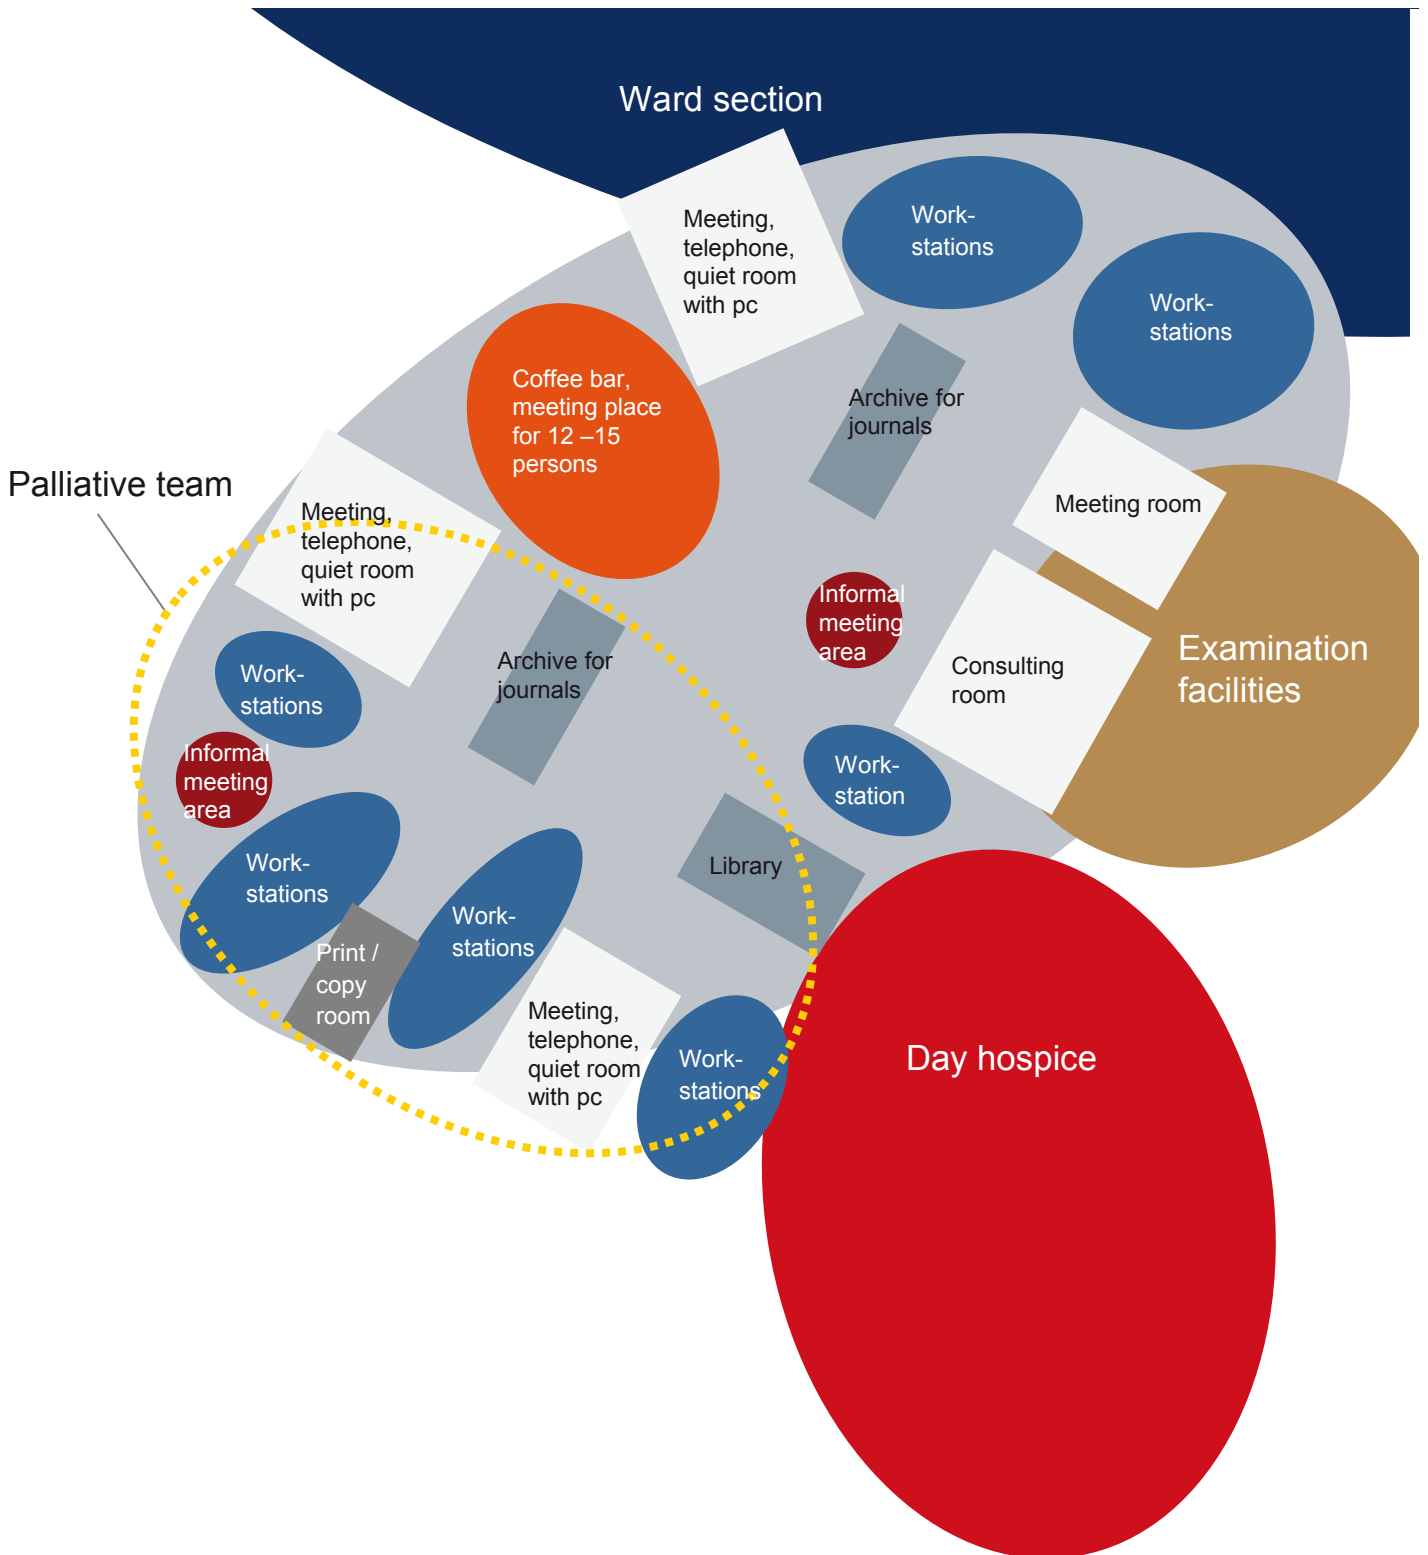 Ward section
Meeting,
telephone,
quiet room
with pc
Work-
stations
Work-
stations
Coffee bar,
meeting place
for 12 –15
persons
Archive for
journals
Palliative team
Meeting,
telephone,
quiet room
with pc
Meeting room
Informal
meeting
area
Examination
facilities
Consulting
room
Work-
stations
Archive for
journals
Informal
meeting
area
Work-
station
Work-
stations
Library
Work-
stations
Print /
copy
room
Meeting,
telephone,
quiet room
with pc
Work-
stations
Day hospice